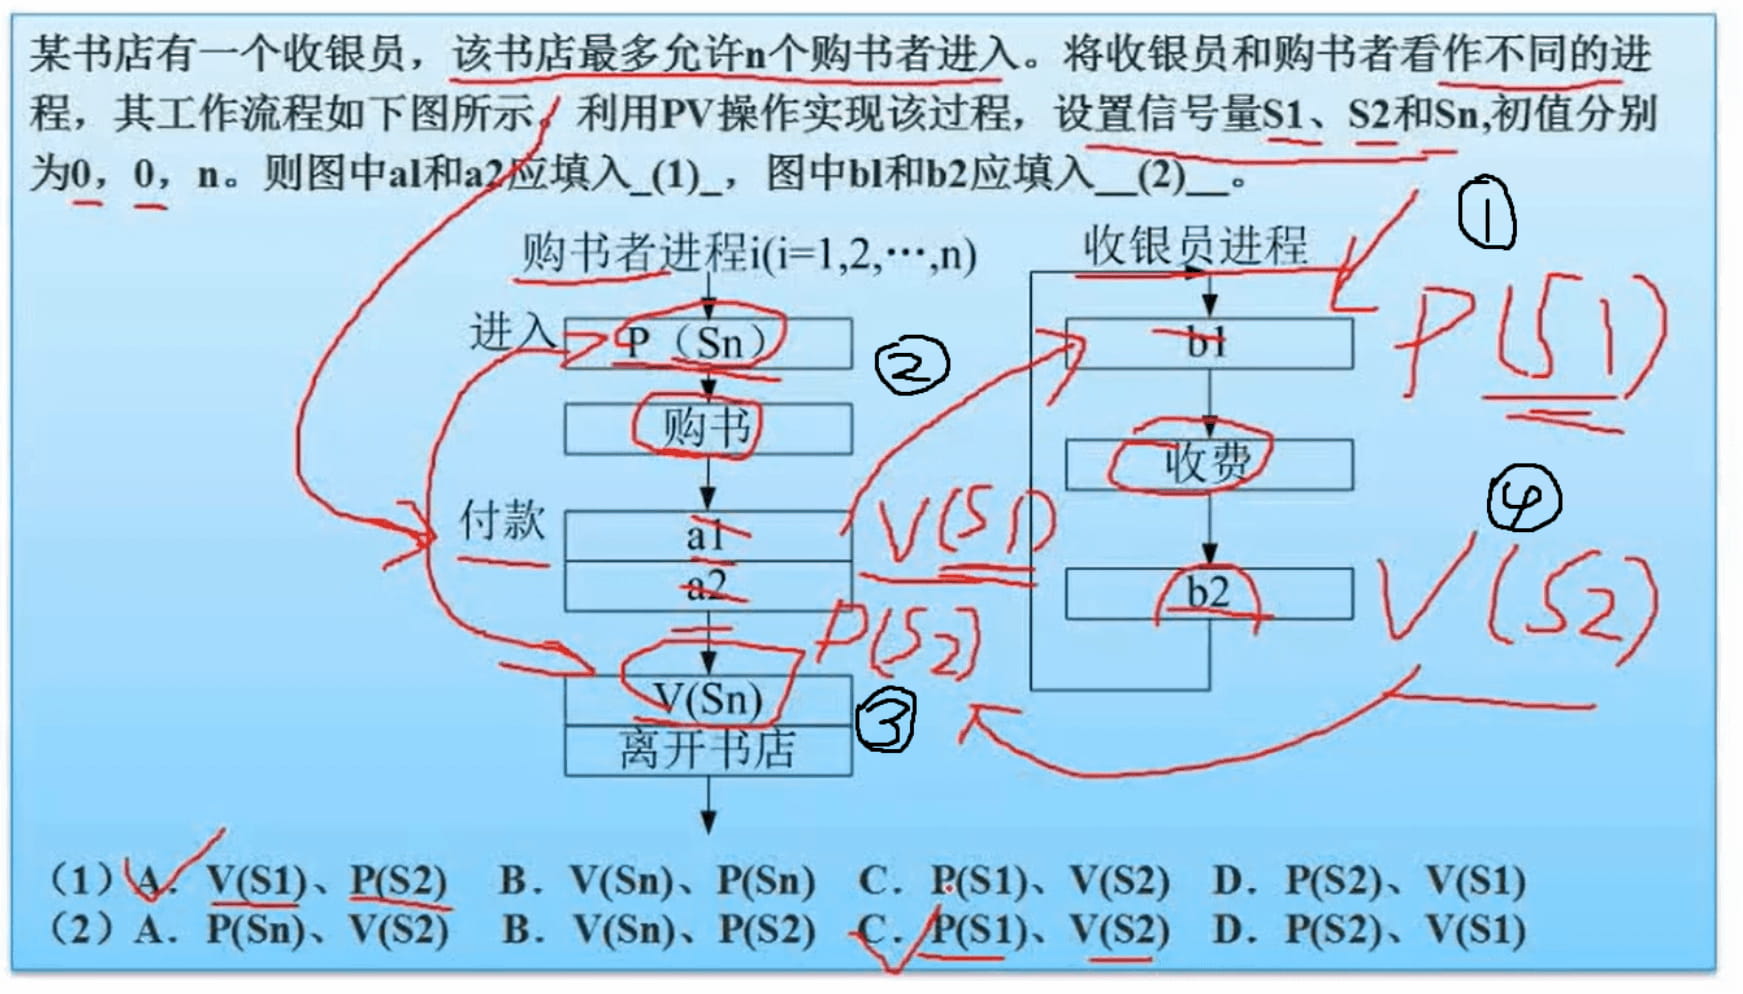 某书店有一个收银员，该书店最多允许n个购书者进入。将收银员和购书者看作不同的进
程，其工作流程如下图所示。利用PV操作实现该过程，设置信号量S1、S2和Sn,初值分别
为0，0，n。则图中a1和a2应填入_(1)_，图中b1和b2应填入__(2)__。
①
购书者进程i(i=1,2,…,n)
收银员进程
进入
P（Sn）
②
b1
P(S1)
购书
收费
付款
a1
V(S1)
④
a2
b2
V(S2)
P(S2)
V(Sn)
③
离开书店
（1）A. V(S1)、P(S2) B. V(Sn)、P(Sn) C. P(S1)、V(S2) D. P(S2)、V(S1)
（2）A. P(Sn)、V(S2) B. V(Sn)、P(S2) C. P(S1)、V(S2) D. P(S2)、V(S1)